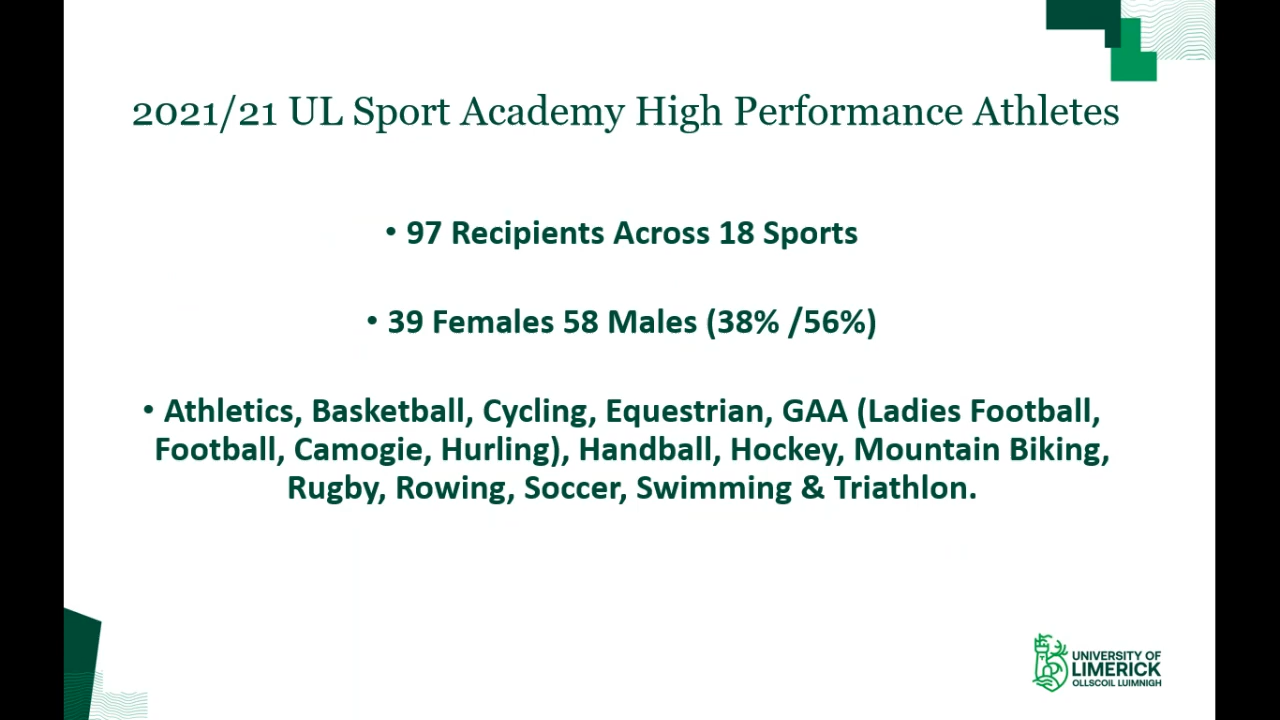 2021/21 UL Sport Academy High Performance Athletes
• 97 Recipients Across 18 Sports
• 39 Females 58 Males (38% /56%)
• Athletics, Basketball, Cycling, Equestrian, GAA (Ladies Football,
Football, Camogie, Hurling), Handball, Hockey, Mountain Biking,
Rugby, Rowing, Soccer, Swimming & Triathlon.
UNIVERSITY OF
LIMERICK
OLLSCOIL LUIMNIGH